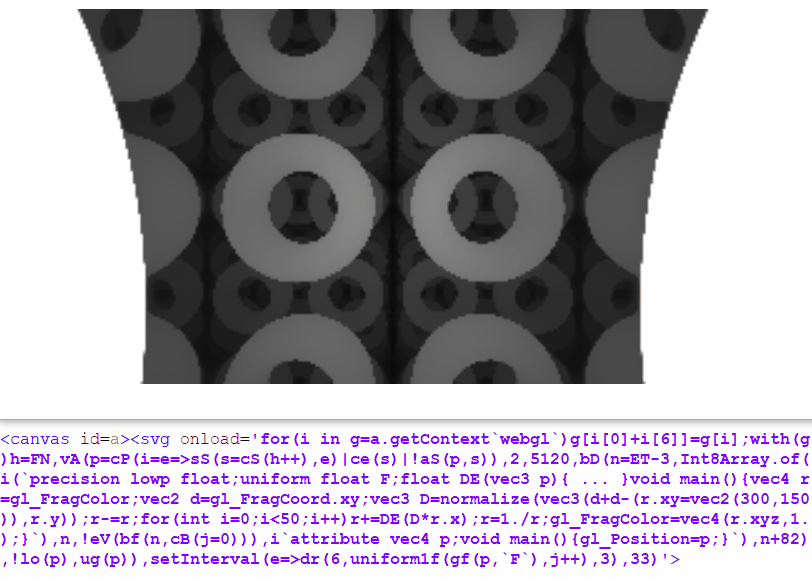 <canvas id=a><svg onload='for(i in g=a.getContext`webgl`)g[i[0]+i[6]]=g[i];with(g
)h=FN,vA(p=cP(i=e=>sS(s=cS(h++),e)|ce(s)|!aS(p,s)),2,5120,bD(n=ET-3,Int8Array.of(
i(`precision lowp float;uniform float F;float DE(vec3 p){ ... }void main(){vec4 r
=gl_FragColor;vec2 d=gl_FragCoord.xy;vec3 D=normalize(vec3(d+d-(r.xy=vec2(300,150
)),r.y));r-=r;for(int i=0;i<50;i++)r+=DE(D*r.x);r=1./r;gl_FragColor=vec4(r.xyz,1.
);}`),n,!eV(bf(n,cB(j=0))),i`attribute vec4 p;void main(){gl_Position=p;}`),n+82)
,!lo(p),ug(p)),setInterval(e=>dr(6,uniform1f(gf(p,`F`),j++),3),33)'>